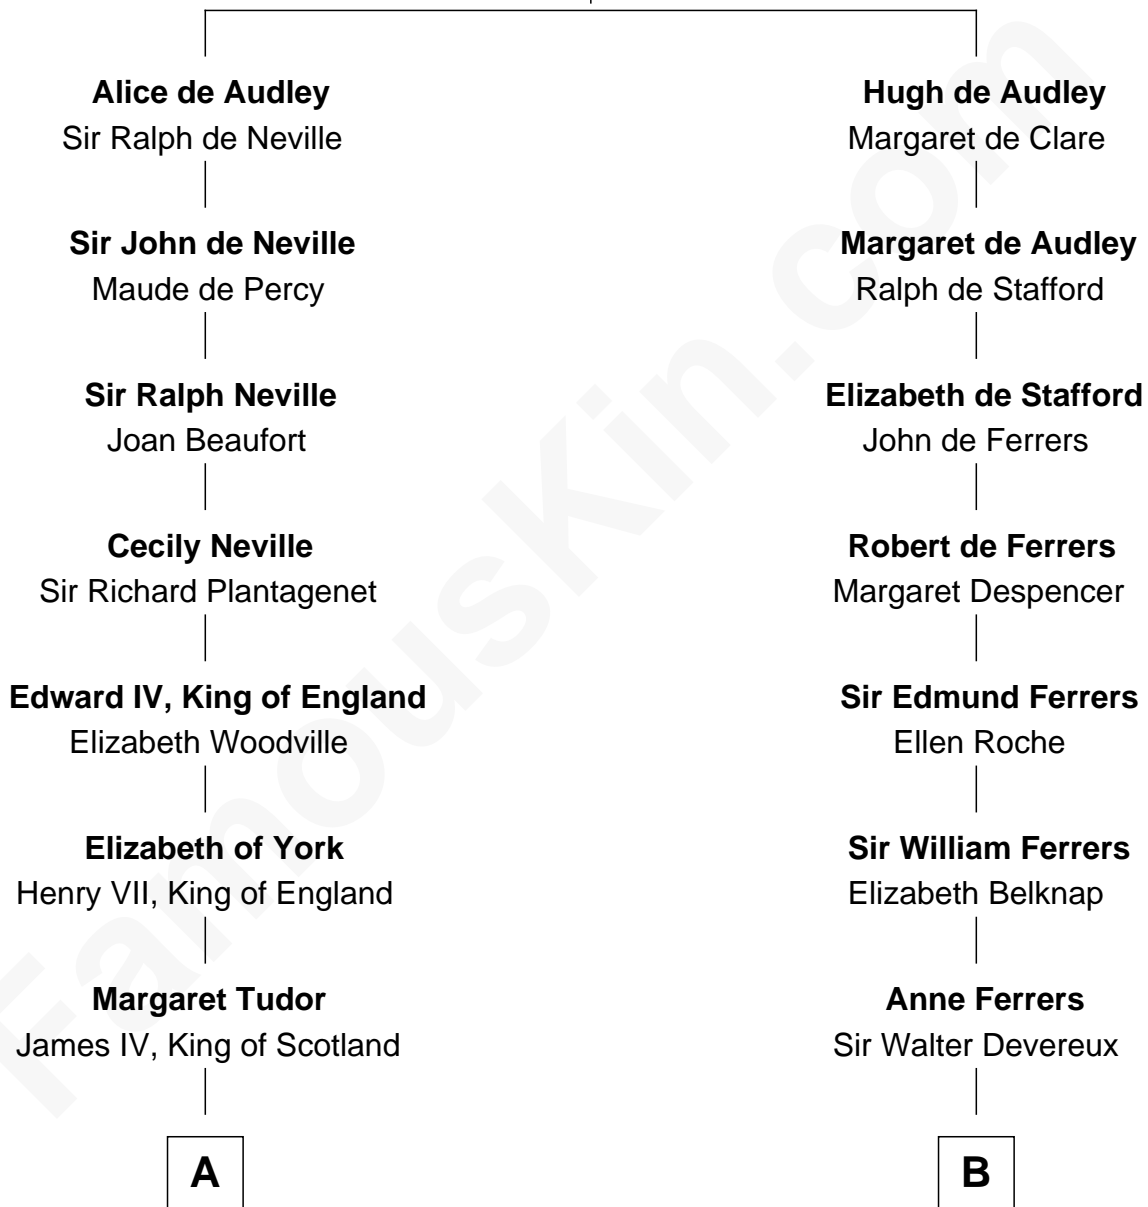 Alice de Audley
Sir Ralph de Neville
Hugh de Audley
Margaret de Clare
Sir John de Neville
Maude de Percy
Margaret de Audley
Ralph de Stafford
Sir Ralph Neville
Joan Beaufort
Elizabeth de Stafford
John de Ferrers
Cecily Neville
Sir Richard Plantagenet
Robert de Ferrers
Margaret Despencer
Edward IV, King of England
Elizabeth Woodville
Sir Edmund Ferrers
Ellen Roche
Elizabeth of York
Henry VII, King of England
Sir William Ferrers
Elizabeth Belknap
Margaret Tudor
James IV, King of Scotland
Anne Ferrers
Sir Walter Devereux
A
B
FamousKin.com